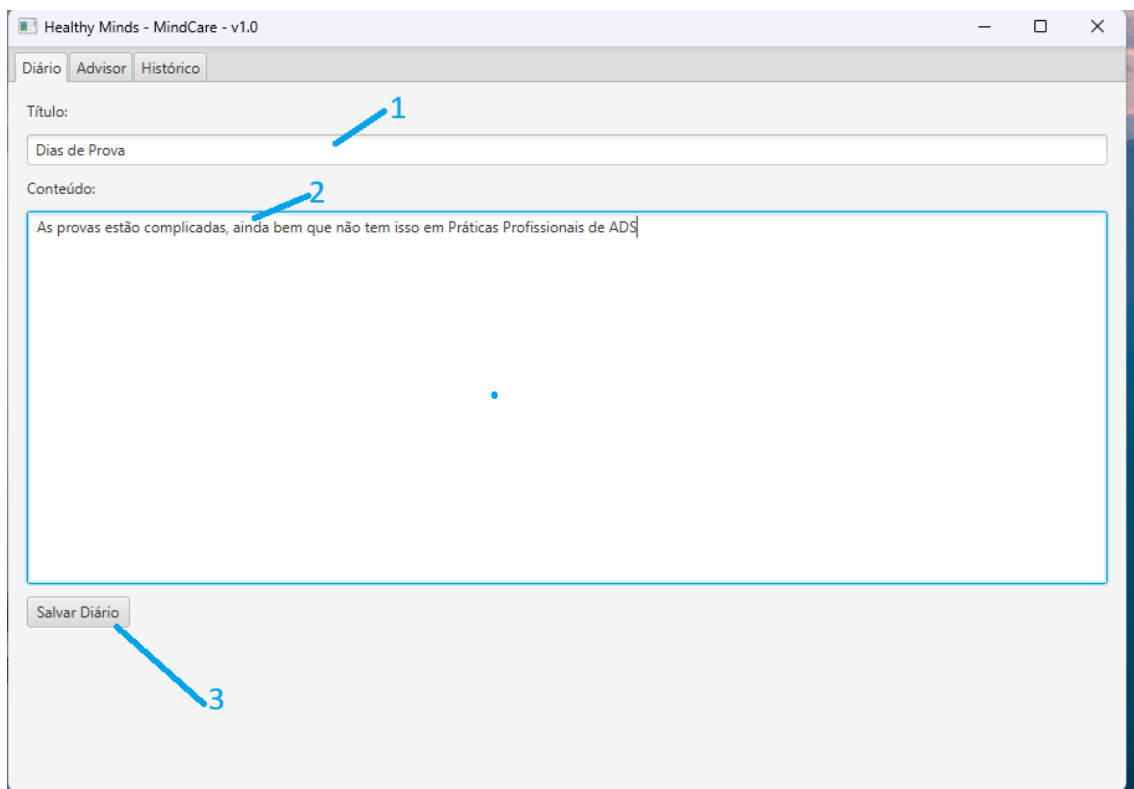 Healthy Minds - MindCare - v1.0
Diário Advisor Histórico
Título:
1
Dias de Prova
Conteúdo:
2
As provas estão complicadas, ainda bem que não tem isso em Práticas Profissionais de ADS
Salvar Diário
3